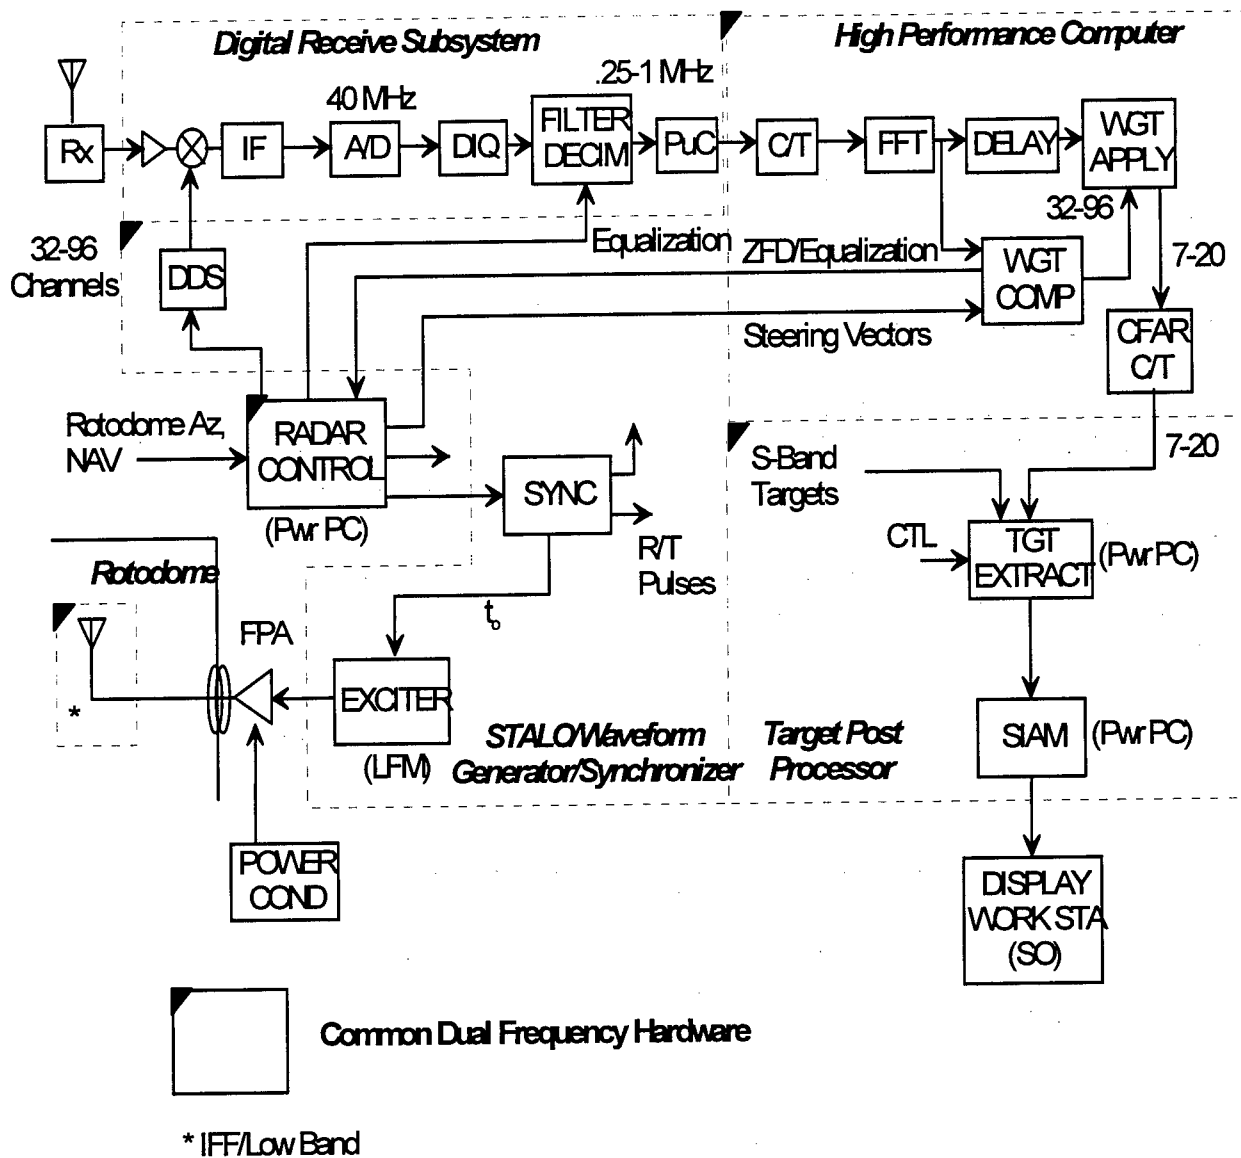 Digital Receive Subsystem
High Performance Computer
.25-1 MHz
40 MHz
Rx
IF
A/D
DIQ
FILTER
DECIM
PuC
C/T
FFT
DELAY
WGT
APPLY
32-96
32-96
Channels
DDS
Equalization
ZFD/Equalization
WGT
COMP
7-20
Steering Vectors
CFAR
C/T
Rotodome Az,
NAV
RADAR
CONTROL
(Pwr PC)
SYNC
R/T
Pulses
S-Band
Targets
7-20
CTL
TGT
EXTRACT
(Pwr PC)
Rotodome
FPA
to
*
EXCITER
(LFM)
STALO/Waveform
Generator/Synchronizer
Target Post
Processor
SIAM
(Pwr PC)
POWER
COND
DISPLAY
WORK STA
(SO)
Common Dual Frequency Hardware
* IFF/Low Band